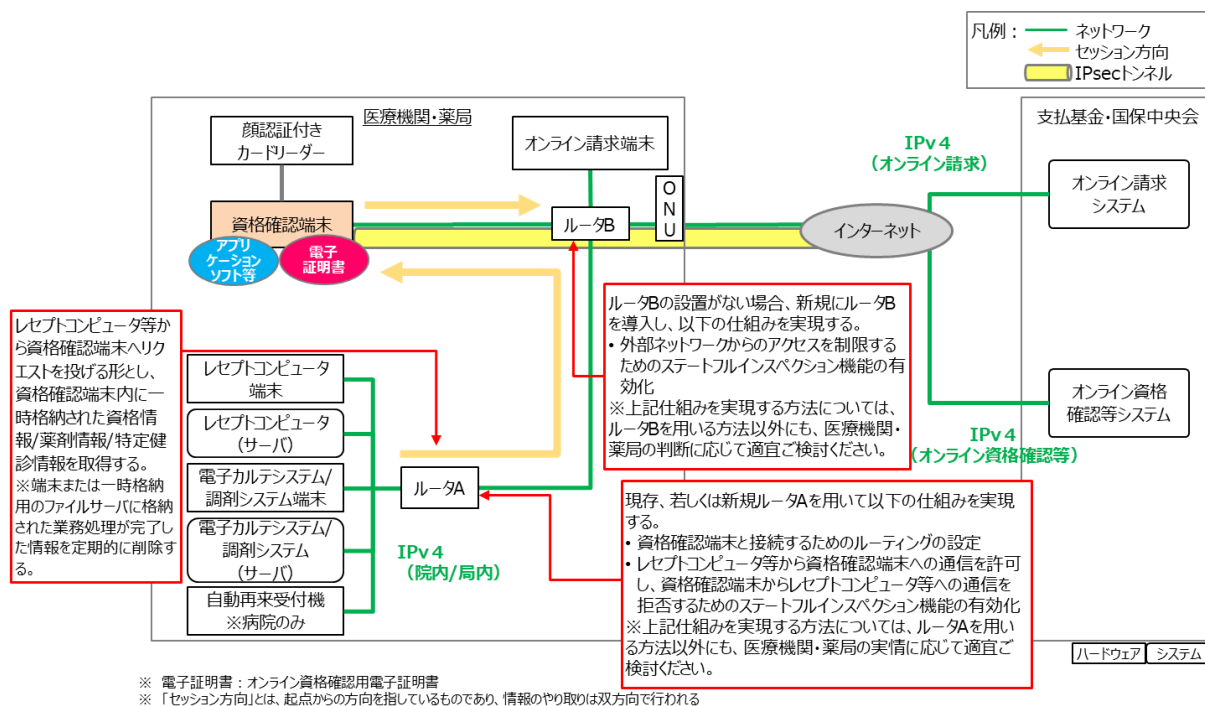 凡例：
ネットワーク
セッション方向
IPsecトンネル
医療機関・薬局
支払基金・国保中央会
顔認証付き
カードリーダー
オンライン請求端末
ONU
IPv４
（オンライン請求）
オンライン請求
システム
資格確認端末
ルータB
インターネット
アプリ
ケーション
ソフト等
電子
証明書
レセプトコンピュータ等か
ら資格確認端末へリク
エストを投げる形とし、
資格確認端末内に一
時格納された資格情
報/薬剤情報/特定健
診情報を取得する。
※端末または一時格納
用のファイルサーバに格納
された業務処理が完了し
た情報を定期的に削除す
る。
ルータBの設置がない場合、新規にルータB
を導入し、以下の仕組みを実現する。
• 外部ネットワークからのアクセスを制限する
ためのステートフルインスペクション機能の有
効化
※上記仕組みを実現する方法については、
ルータBを用いる方法以外にも、医療機関・
薬局の判断に応じて適宜ご検討ください。
オンライン資格
確認等システム
IPv４
（オンライン資格確認等）
レセプトコンピュータ
端末
レセプトコンピュータ
（サーバ）
電子カルテシステム/
調剤システム端末
電子カルテシステム/
調剤システム
（サーバ）
自動再来受付機
※病院のみ
ルータA
IPv４
（院内/局内）
現存、若しくは新規ルータAを用いて以下の仕組みを実現
する。
• 資格確認端末と接続するためのルーティングの設定
• レセプトコンピュータ等から資格確認端末への通信を許可
し、資格確認端末からレセプトコンピュータ等への通信を
拒否するためのステートフルインスペクション機能の有効化
※上記仕組みを実現する方法については、ルータAを用い
る方法以外にも、医療機関・薬局の実情に応じて適宜ご
検討ください。
ハードウェア システム
※ 電子証明書：オンライン資格確認用電子証明書
※ 「セッション方向」とは、起点からの方向を指しているものであり、情報のやり取りは双方向で行われる